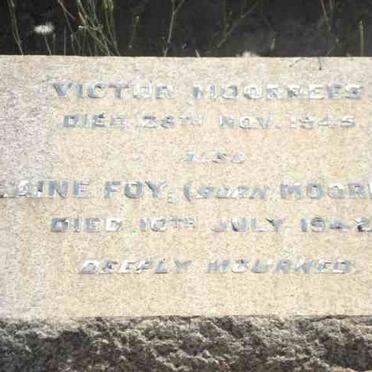 VICTOR MOORREES
DIED 28TH NOV. 1945.
ALSO
LAINE FOY, (BORN MOORR
DIED 10TH JULY 1942
DEEPLY MOURNED